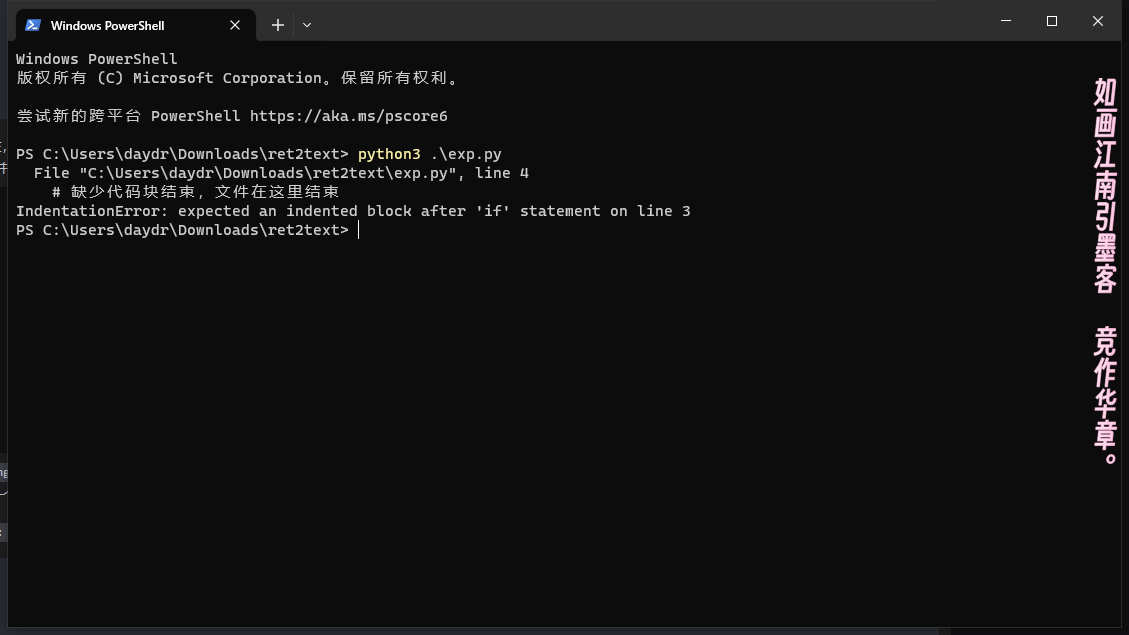 Windows PowerShell
Windows PowerShell
版权所有 (C) Microsoft Corporation。保留所有权利。
尝试新的跨平台 PowerShell https://aka.ms/pscore6
PS C:\Users\daydr\Downloads\ret2text> python3 .\exp.py
  File "C:\Users\daydr\Downloads\ret2text\exp.py", line 4
    # 缺少代码块结束，文件在这里结束
IndentationError: expected an indented block after 'if' statement on line 3
PS C:\Users\daydr\Downloads\ret2text>
如画江南引墨客 竞作华章。